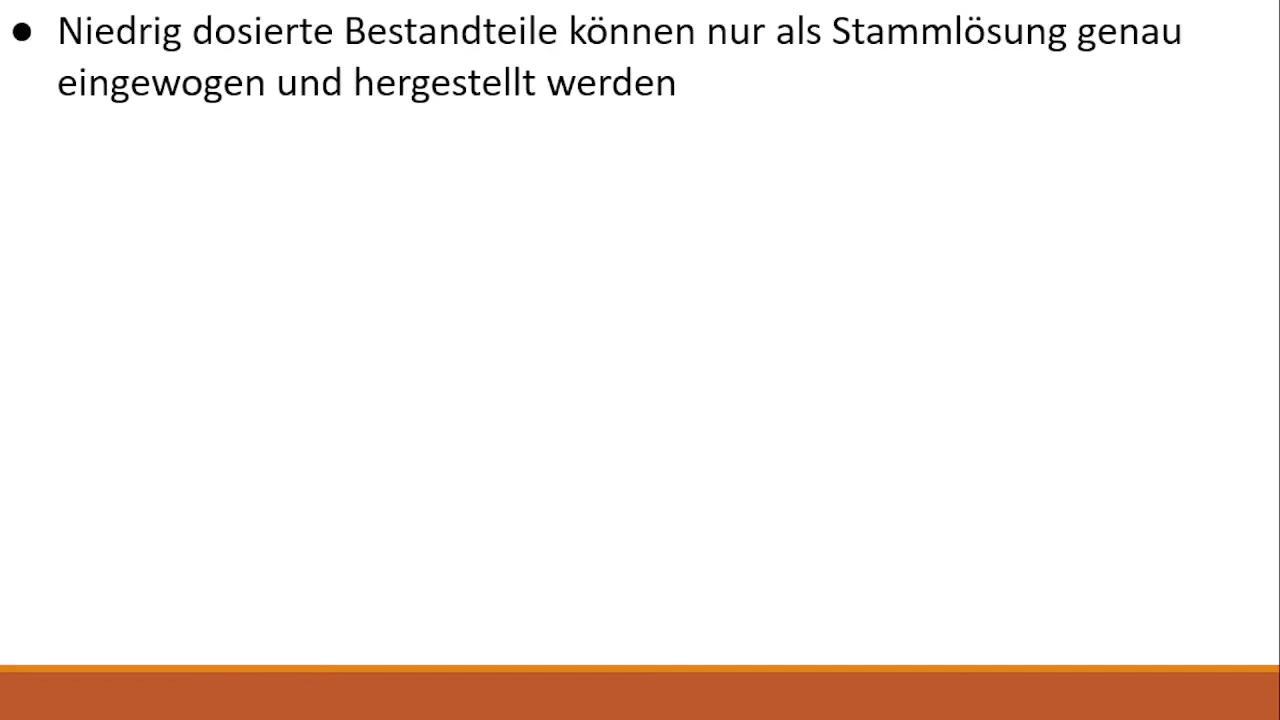 ● Niedrig dosierte Bestandteile können nur als Stammlösung genau
eingewogen und hergestellt werden